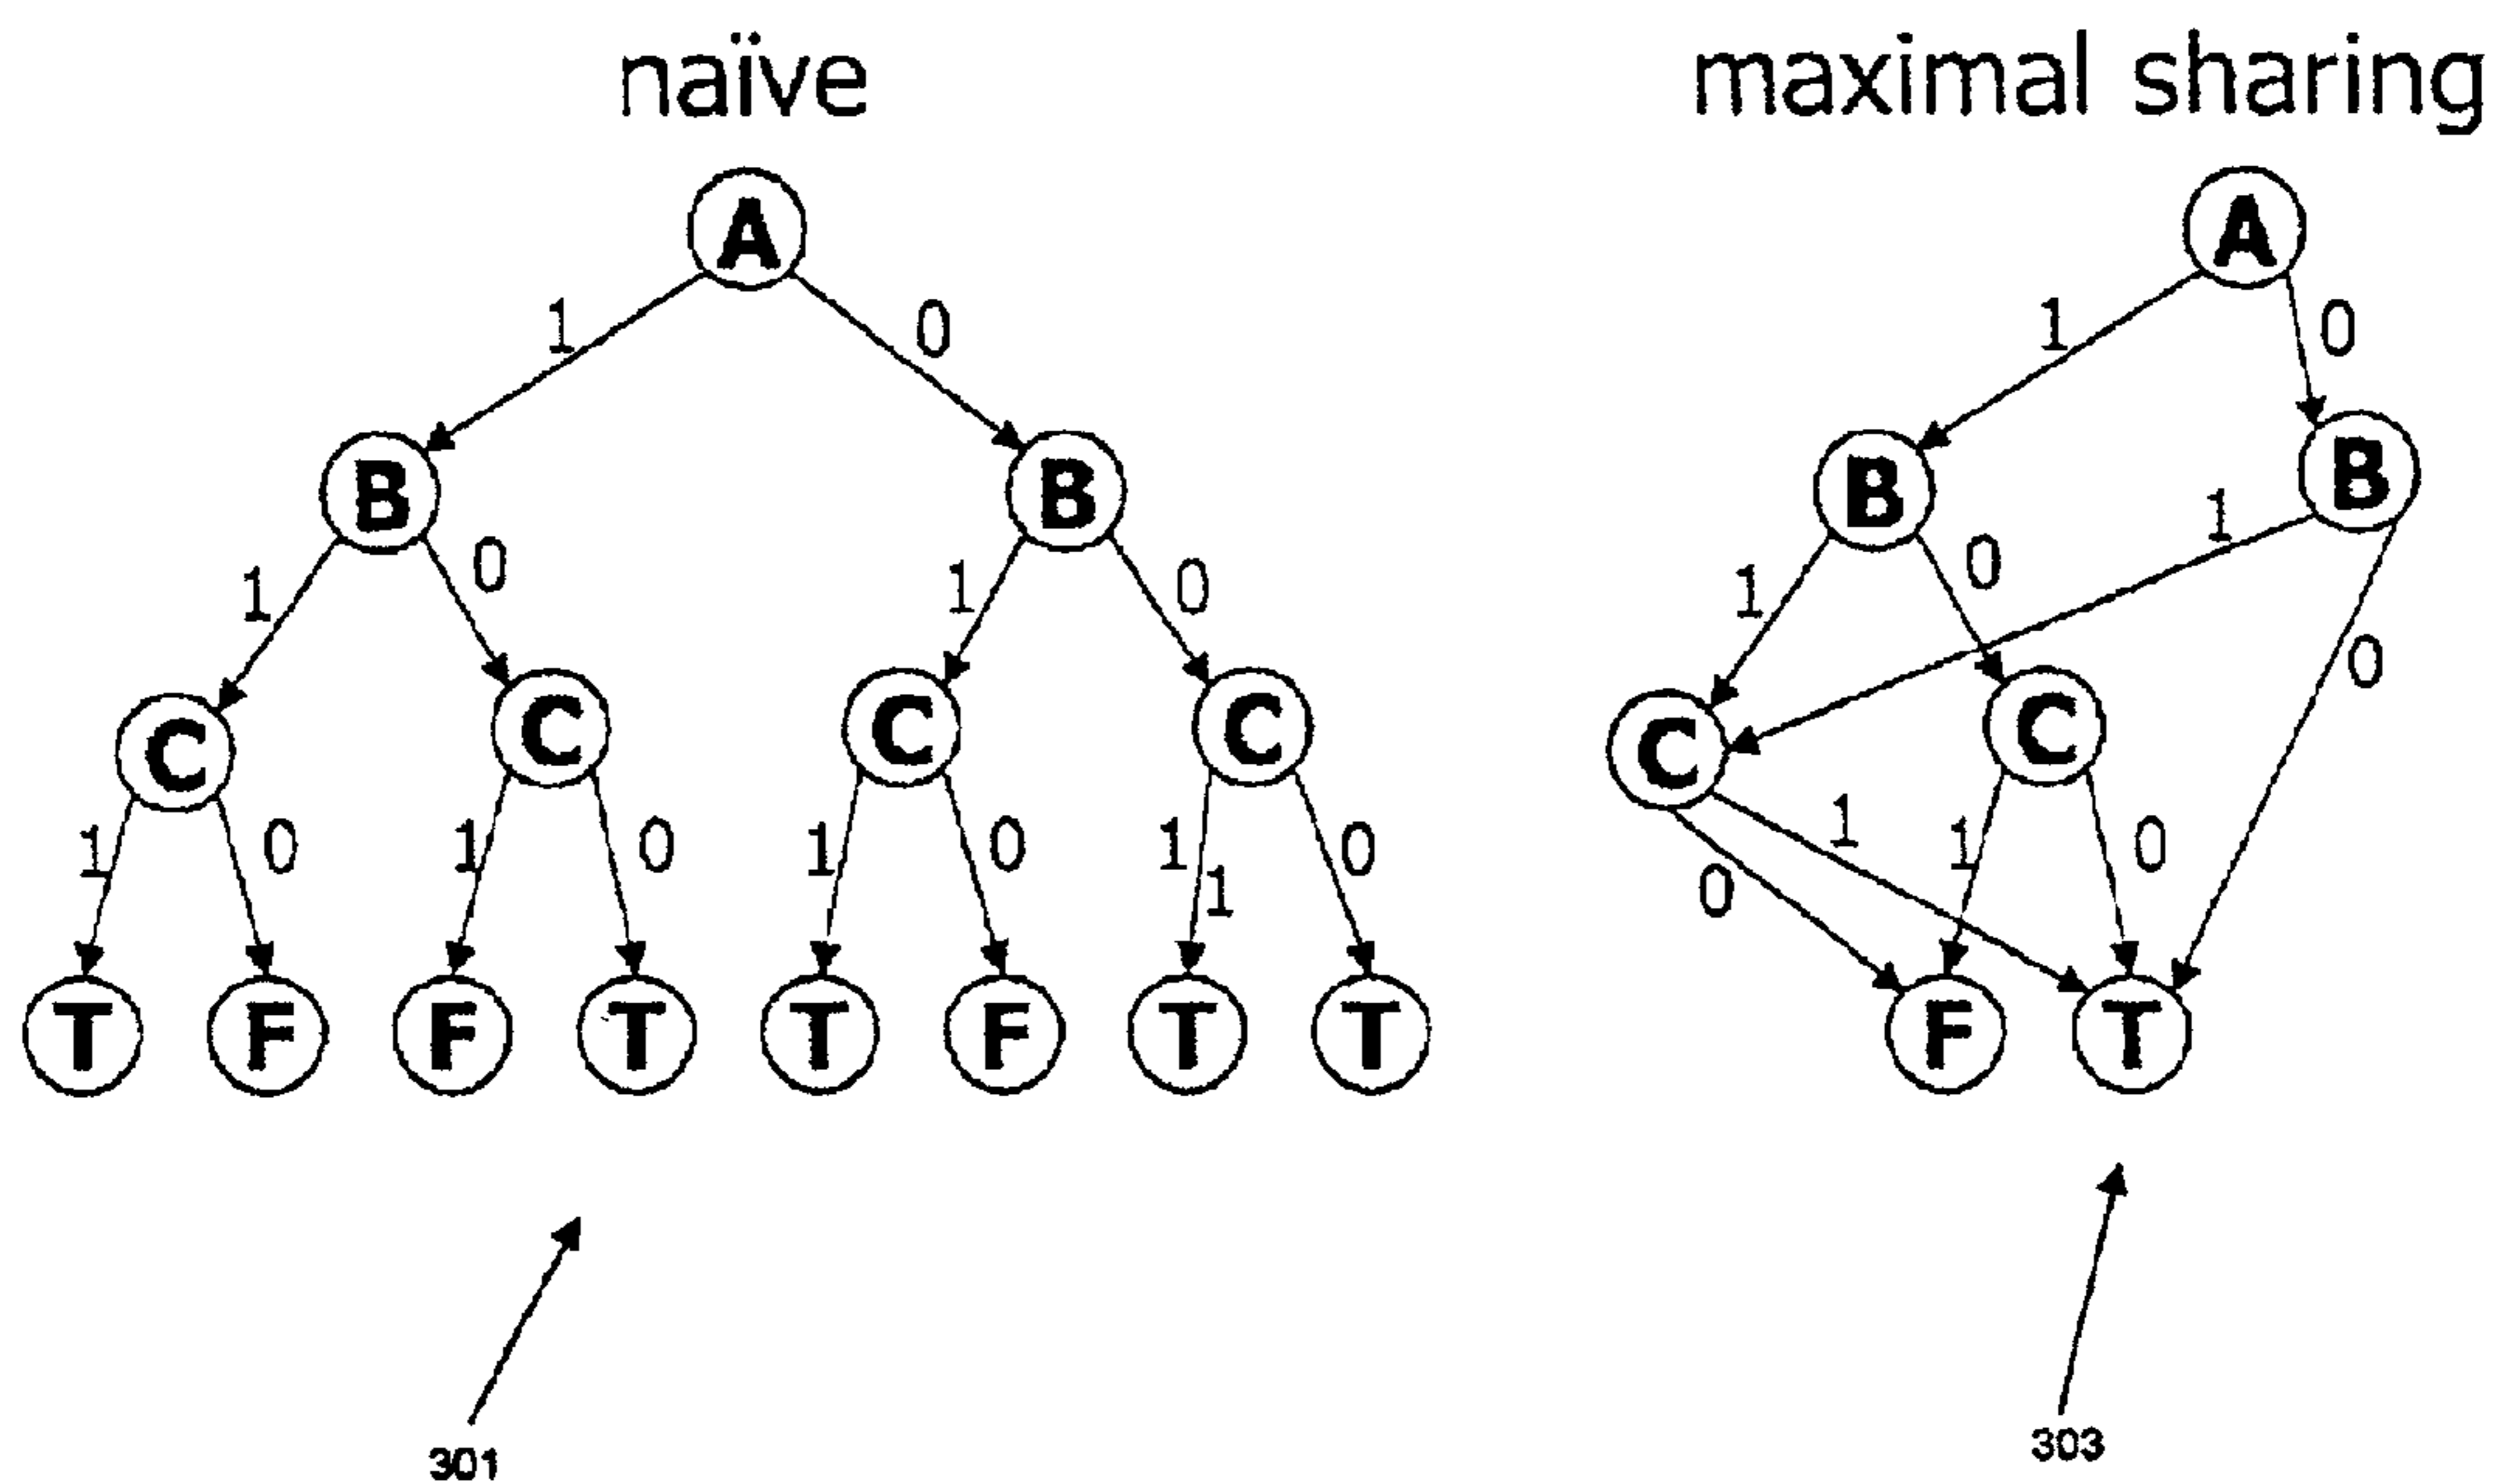 naïve maximal sharing
A A
1 0 1 0
B B B B
1 0 1 0 1 0 1 0
C C C C C C
1 0 1 0 1 0 1 1 0 0 1 1 0
T F F T T F T T F T
301 303